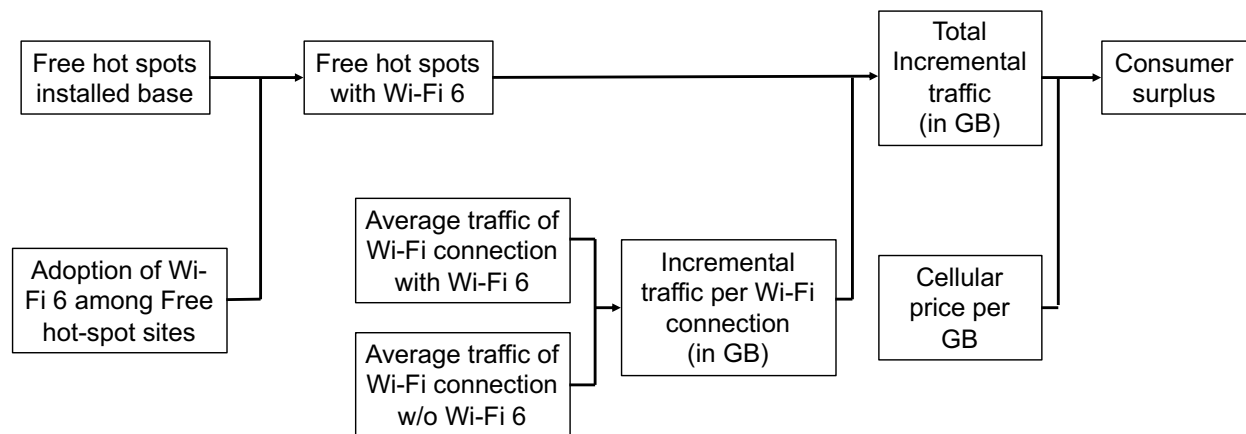 Free hot spots
installed base
Free hot spots
with Wi-Fi 6
Total
Incremental
traffic
(in GB)
Consumer
surplus
Adoption of Wi-
Fi 6 among Free
hot-spot sites
Average traffic of
Wi-Fi connection
with Wi-Fi 6
Average traffic of
Wi-Fi connection
w/o Wi-Fi 6
Incremental
traffic per Wi-Fi
connection
(in GB)
Cellular
price per
GB